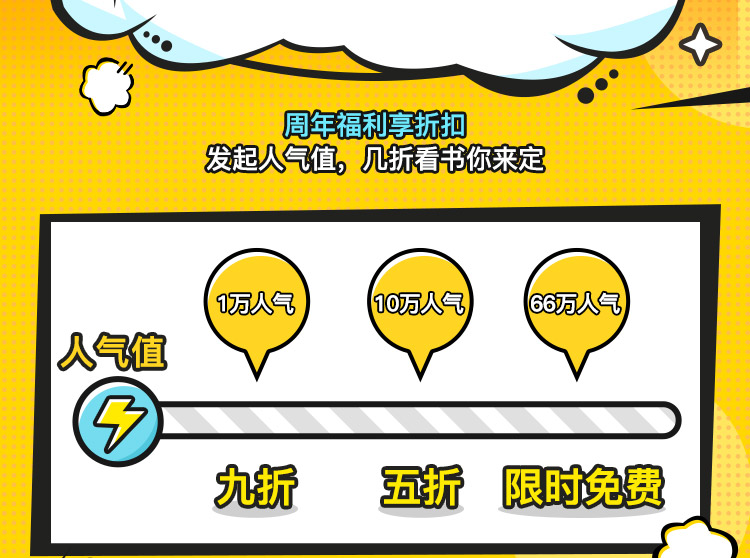 周年福利享折扣
发起人气值，几折看书你来定
1万人气
10万人气
66万人气
人气值
九折
五折
限时免费